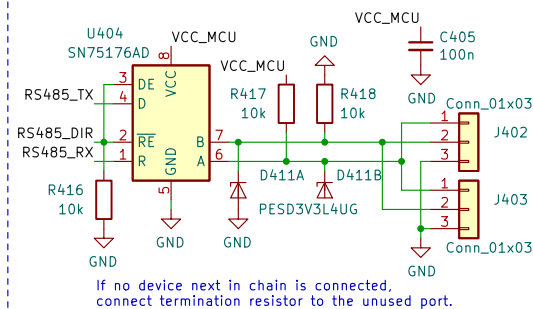 U404
SN75176AD
VCC_MCU
8
VCC
3
DE
RS485_TX
4
D
RS485_DIR
2
RE
RS485_RX
1
R
7
B
6
A
GND
5
GND
R416
10k
GND
VCC_MCU
R417
10k
GND
R418
10k
D411A
D411B
PESD3V3L4UG
GND
GND
VCC_MCU
C405
100n
GND
Conn_01x03
1
2
3
J402
1
2
3
J403
Conn_01x03
GND
If no device next in chain is connected,
connect termination resistor to the unused port.